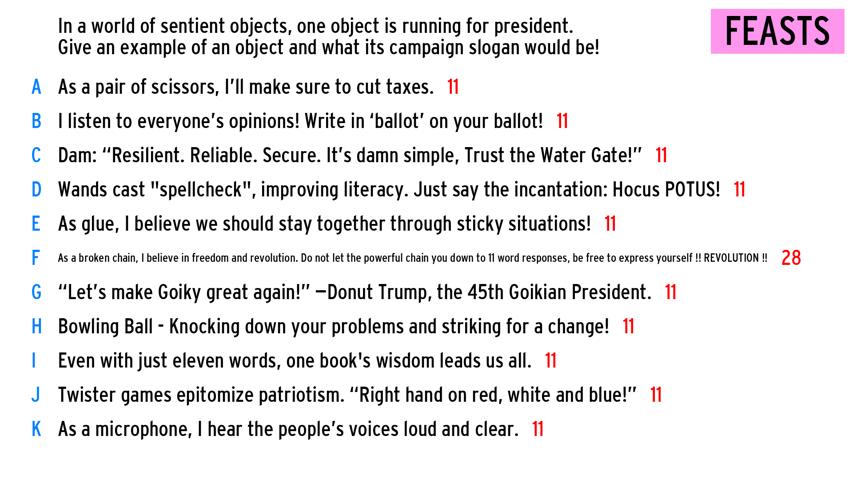 In a world of sentient objects, one object is running for president.
Give an example of an object and what its campaign slogan would be!
FEASTS
A As a pair of scissors, I’ll make sure to cut taxes. 11
B I listen to everyone’s opinions! Write in ‘ballot’ on your ballot! 11
C Dam: “Resilient. Reliable. Secure. It’s damn simple, Trust the Water Gate!” 11
D Wands cast "spellcheck", improving literacy. Just say the incantation: Hocus POTUS! 11
E As glue, I believe we should stay together through sticky situations! 11
F As a broken chain, I believe in freedom and revolution. Do not let the powerful chain you down to 11 word responses, be free to express yourself !! REVOLUTION !! 28
G “Let’s make Goiky great again!” —Donut Trump, the 45th Goikian President. 11
H Bowling Ball - Knocking down your problems and striking for a change! 11
I Even with just eleven words, one book's wisdom leads us all. 11
J Twister games epitomize patriotism. “Right hand on red, white and blue!” 11
K As a microphone, I hear the people’s voices loud and clear. 11